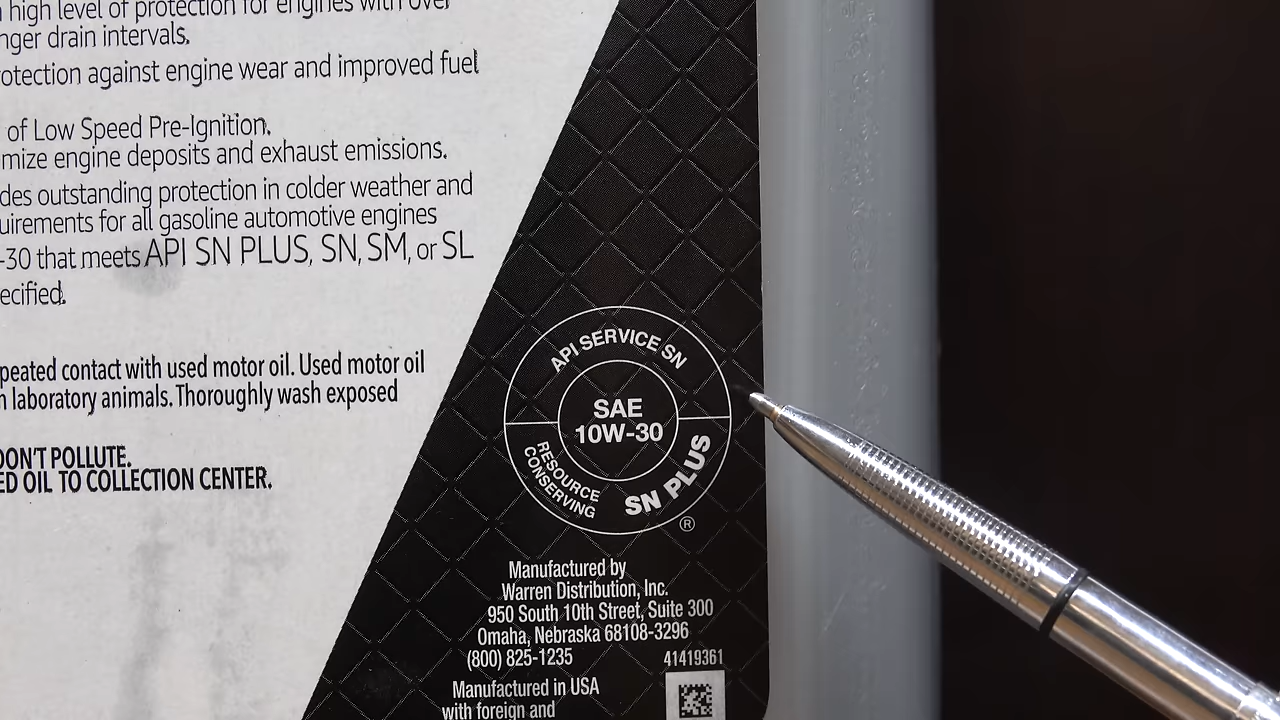 high level of protection for engines with over
nger drain intervals.
otection against engine wear and improved fuel
of Low Speed Pre-Ignition.
mize engine deposits and exhaust emissions.
des outstanding protection in colder weather and
uirements for all gasoline automotive engines
-30 that meets API SN PLUS, SN, SM, or SL
ecified.
peated contact with used motor oil. Used motor oil
laboratory animals. Thoroughly wash exposed
DON'T POLLUTE.
ED OIL TO COLLECTION CENTER.
API SERVICE SN
SAE
10W-30
RESOURCE
CONSERVING
SN PLUS
®
Manufactured by
Warren Distribution, Inc.
950 South 10th Street, Suite 300
Omaha, Nebraska 68108-3296
(800) 825-1235
41419361
Manufactured in USA
with foreign and